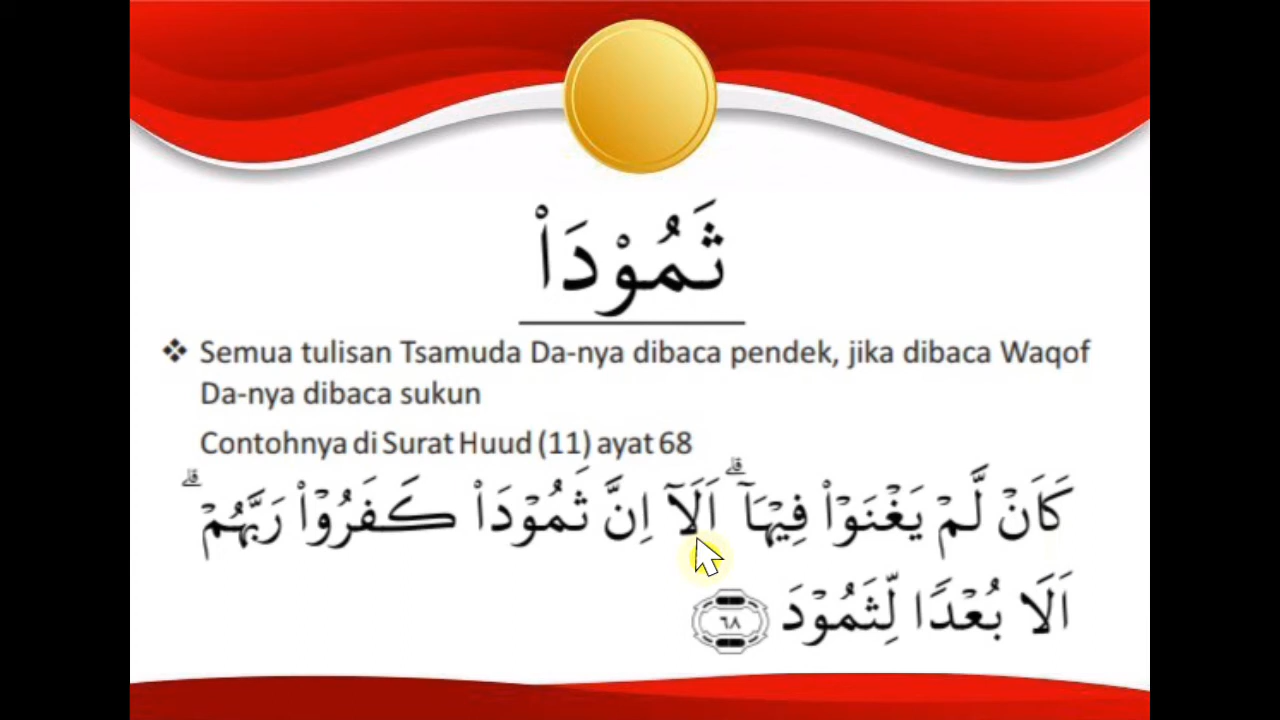 ثَمُوْدَا۟
❖ Semua tulisan Tsamuda Da-nya dibaca pendek, jika dibaca Waqof
Da-nya dibaca sukun
Contohnya di Surat Huud (11) ayat 68
كَاَنْ لَّمْ يَغْنَوْا فِيْهَآ ۗ اَلَآ اِنَّ ثَمُوْدَا۟ كَفَرُوْا رَبَّهُمْ ۗ
اَلَا بُعْدًا لِّثَمُوْدَ ٦٨